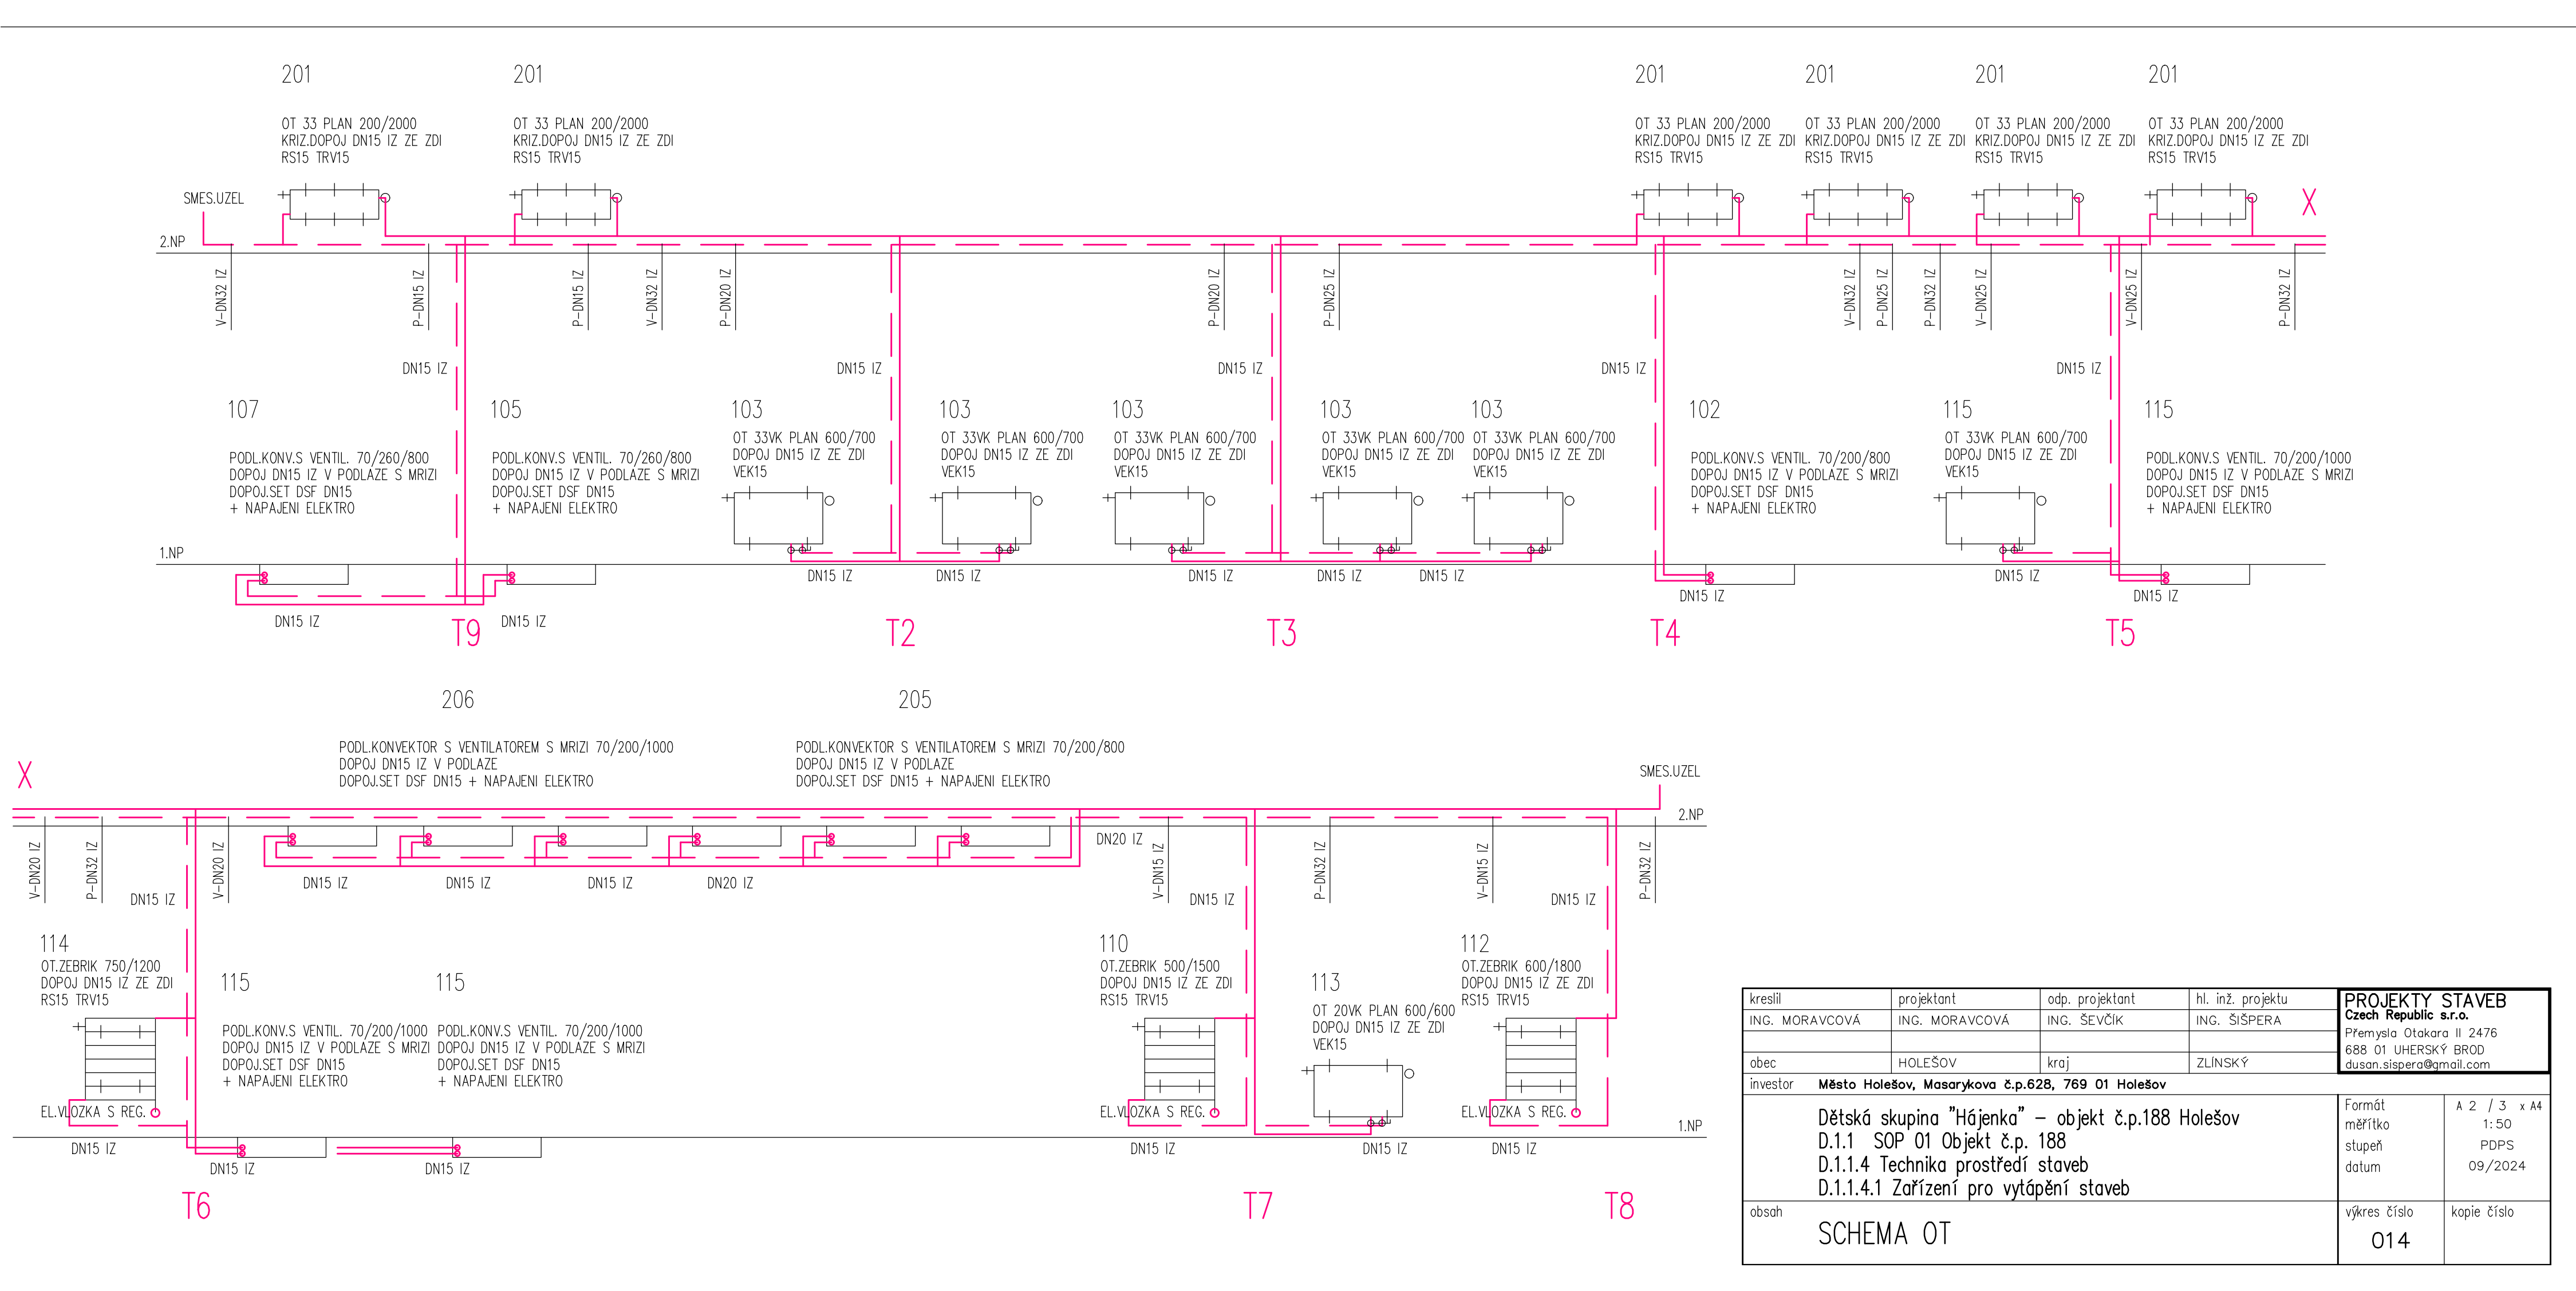 201
OT 33 PLAN 200/2000
KRIZ.DOPOJ DN15 IZ ZE ZDI
RS15 TRV15
201
OT 33 PLAN 200/2000
KRIZ.DOPOJ DN15 IZ ZE ZDI
RS15 TRV15
201
OT 33 PLAN 200/2000
KRIZ.DOPOJ DN15 IZ ZE ZDI
RS15 TRV15
201
OT 33 PLAN 200/2000
KRIZ.DOPOJ DN15 IZ ZE ZDI
RS15 TRV15
201
OT 33 PLAN 200/2000
KRIZ.DOPOJ DN15 IZ ZE ZDI
RS15 TRV15
201
OT 33 PLAN 200/2000
KRIZ.DOPOJ DN15 IZ ZE ZDI
RS15 TRV15
SMES.UZEL
X
2.NP
V-DN32 IZ
P-DN15 IZ
P-DN15 IZ
V-DN32 IZ
P-DN20 IZ
P-DN20 IZ
P-DN25 IZ
V-DN32 IZ
P-DN25 IZ
P-DN32 IZ
V-DN25 IZ
V-DN25 IZ
P-DN32 IZ
DN15 IZ
DN15 IZ
DN15 IZ
DN15 IZ
DN15 IZ
107
PODL.KONV.S VENTIL. 70/260/800
DOPOJ DN15 IZ V PODLAZE S MRIZI
DOPOJ.SET DSF DN15
+ NAPAJENI ELEKTRO
105
PODL.KONV.S VENTIL. 70/260/800
DOPOJ DN15 IZ V PODLAZE S MRIZI
DOPOJ.SET DSF DN15
+ NAPAJENI ELEKTRO
103
OT 33VK PLAN 600/700
DOPOJ DN15 IZ ZE ZDI
VEK15
103
OT 33VK PLAN 600/700
DOPOJ DN15 IZ ZE ZDI
VEK15
103
OT 33VK PLAN 600/700
DOPOJ DN15 IZ ZE ZDI
VEK15
103
OT 33VK PLAN 600/700
DOPOJ DN15 IZ ZE ZDI
VEK15
103
OT 33VK PLAN 600/700
DOPOJ DN15 IZ ZE ZDI
VEK15
102
PODL.KONV.S VENTIL. 70/200/800
DOPOJ DN15 IZ V PODLAZE S MRIZI
DOPOJ.SET DSF DN15
+ NAPAJENI ELEKTRO
115
OT 33VK PLAN 600/700
DOPOJ DN15 IZ ZE ZDI
VEK15
115
PODL.KONV.S VENTIL. 70/200/1000
DOPOJ DN15 IZ V PODLAZE S MRIZI
DOPOJ.SET DSF DN15
+ NAPAJENI ELEKTRO
1.NP
DN15 IZ
DN15 IZ
DN15 IZ
DN15 IZ
DN15 IZ
DN15 IZ
DN15 IZ
DN15 IZ
DN15 IZ
DN15 IZ
T9
T2
T3
T4
T5
206
PODL.KONVEKTOR S VENTILATOREM S MRIZI 70/200/1000
DOPOJ DN15 IZ V PODLAZE
DOPOJ.SET DSF DN15 + NAPAJENI ELEKTRO
205
PODL.KONVEKTOR S VENTILATOREM S MRIZI 70/200/800
DOPOJ DN15 IZ V PODLAZE
DOPOJ.SET DSF DN15 + NAPAJENI ELEKTRO
X
SMES.UZEL
2.NP
DN20 IZ
V-DN20 IZ
P-DN32 IZ
V-DN20 IZ
V-DN15 IZ
P-DN32 IZ
V-DN15 IZ
P-DN32 IZ
DN15 IZ
DN15 IZ
DN15 IZ
DN20 IZ
DN15 IZ
DN15 IZ
DN15 IZ
114
OT.ZEBRIK 750/1200
DOPOJ DN15 IZ ZE ZDI
RS15 TRV15
115
PODL.KONV.S VENTIL. 70/200/1000
DOPOJ DN15 IZ V PODLAZE S MRIZI
DOPOJ.SET DSF DN15
+ NAPAJENI ELEKTRO
115
PODL.KONV.S VENTIL. 70/200/1000
DOPOJ DN15 IZ V PODLAZE S MRIZI
DOPOJ.SET DSF DN15
+ NAPAJENI ELEKTRO
110
OT.ZEBRIK 500/1500
DOPOJ DN15 IZ ZE ZDI
RS15 TRV15
113
OT 20VK PLAN 600/600
DOPOJ DN15 IZ ZE ZDI
VEK15
112
OT.ZEBRIK 600/1800
DOPOJ DN15 IZ ZE ZDI
RS15 TRV15
EL.VLOZKA S REG.
EL.VLOZKA S REG.
EL.VLOZKA S REG.
1.NP
DN15 IZ
DN15 IZ
DN15 IZ
DN15 IZ
DN15 IZ
DN15 IZ
T6
T7
T8
kreslil projektant odp. projektant hl. inž. projektu
ING. MORAVCOVÁ ING. MORAVCOVÁ ING. ŠEVČÍK ING. ŠIŠPERA
obec HOLEŠOV kraj ZLÍNSKÝ
PROJEKTY STAVEB
Czech Republic s.r.o.
Přemysla Otakara II 2476
688 01 UHERSKÝ BROD
dusan.sispera@gmail.com
investor Město Holešov, Masarykova č.p.628, 769 01 Holešov
Dětská skupina "Hájenka" – objekt č.p.188 Holešov
D.1.1 SOP 01 Objekt č.p. 188
D.1.1.4 Technika prostředí staveb
D.1.1.4.1 Zařízení pro vytápění staveb
Formát A 2 / 3 x A4
měřítko 1:50
stupeň PDPS
datum 09/2024
obsah
SCHEMA OT
výkres číslo
014
kopie číslo